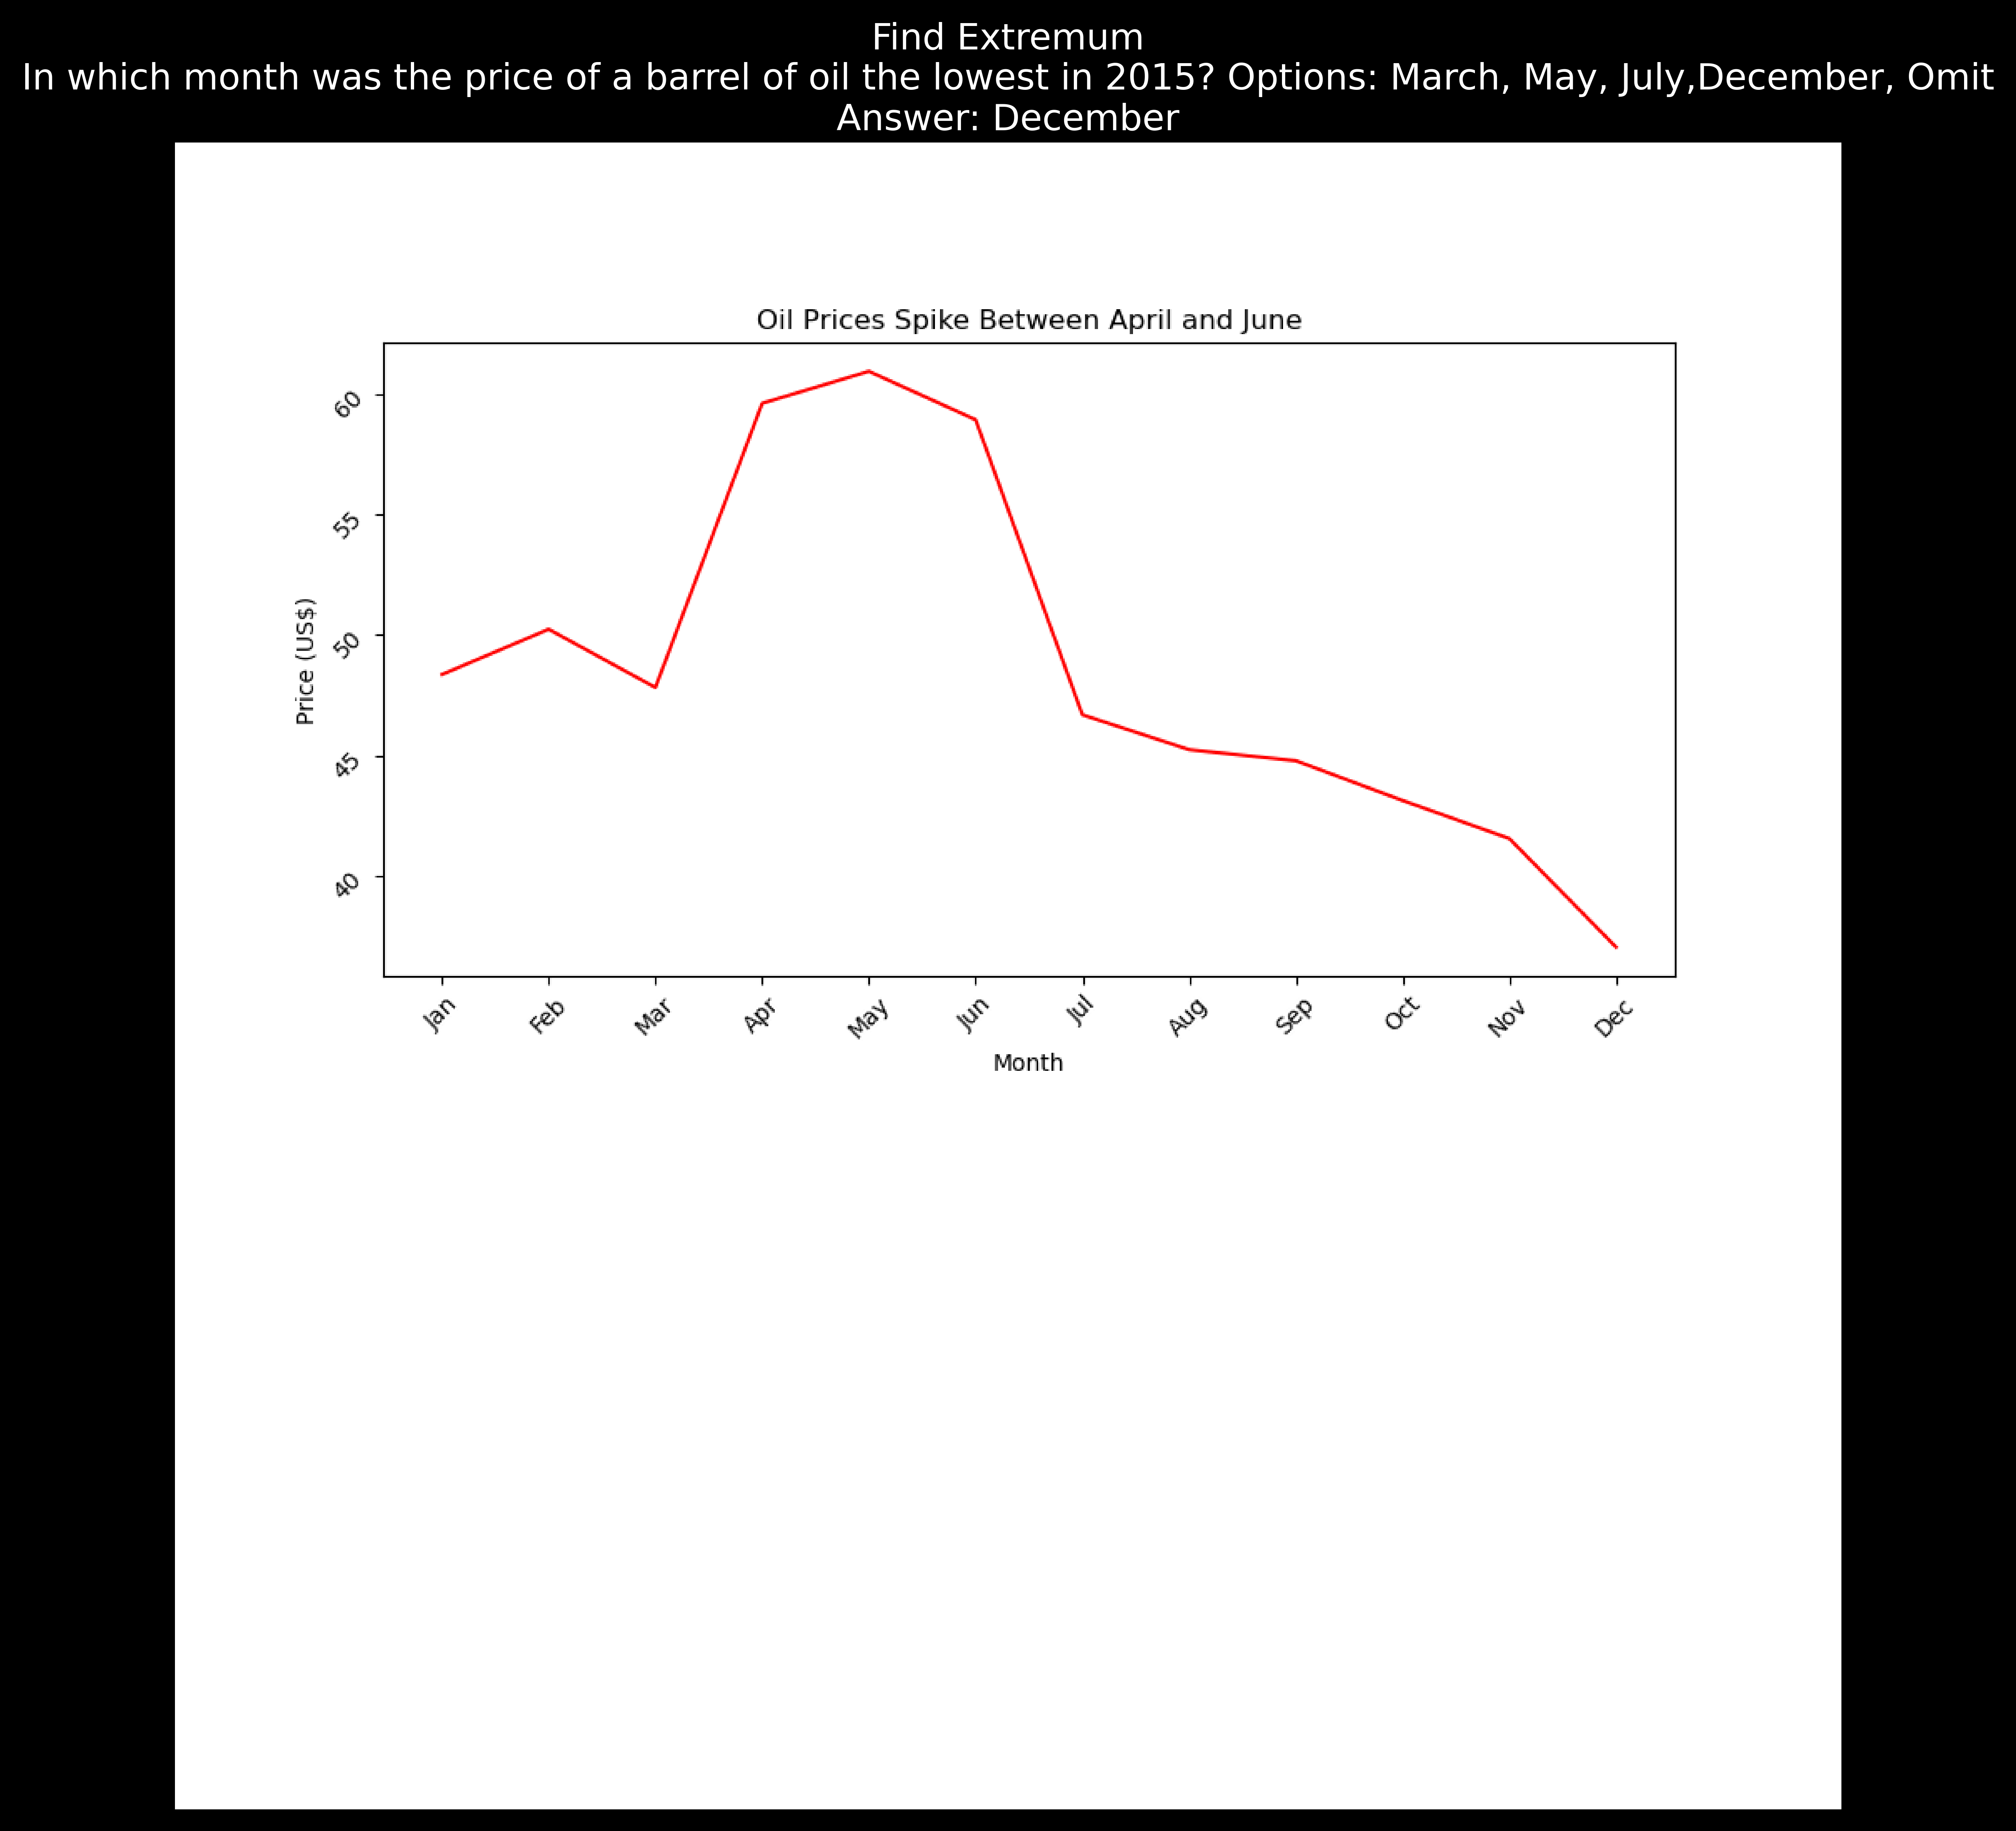 Find Extremum
In which month was the price of a barrel of oil the lowest in 2015? Options: March, May, July,December, Omit
Answer: December
Oil Prices Spike Between April and June
Price (US$)
60
55
50
45
40
Jan Feb Mar Apr May Jun Jul Aug Sep Oct Nov Dec
Month